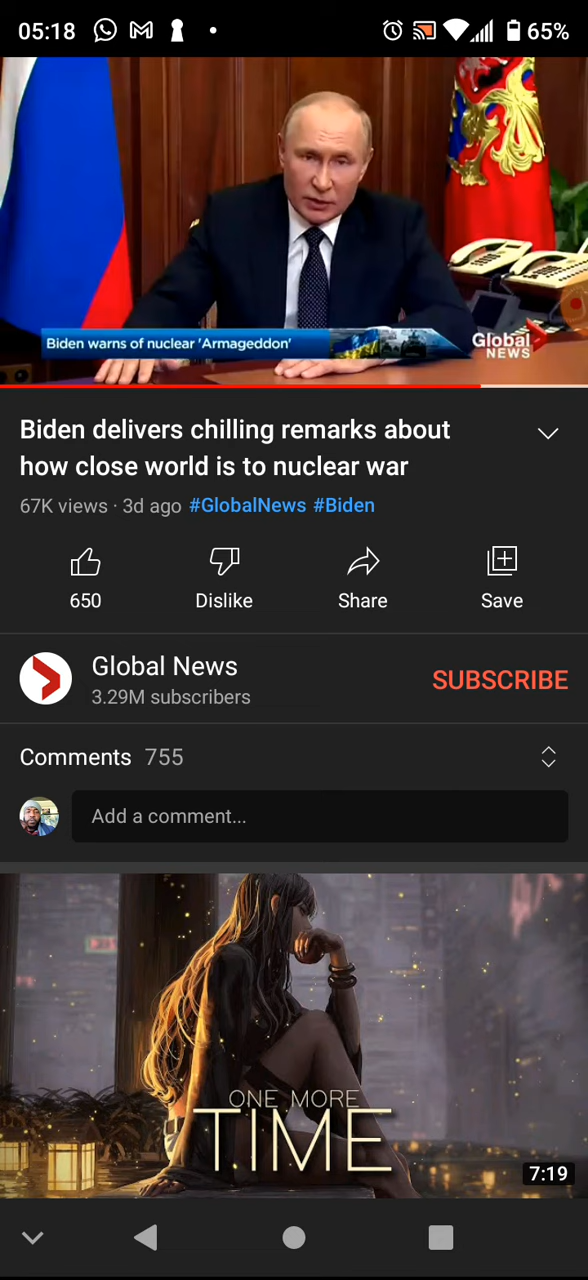 05:18
65%
Biden warns of nuclear 'Armageddon'
Global
NEWS
Biden delivers chilling remarks about
how close world is to nuclear war
67K views · 3d ago #GlobalNews #Biden
650
Dislike
Share
Save
Global News
3.29M subscribers
SUBSCRIBE
Comments 755
Add a comment...
ONE MORE
TIME
7:19